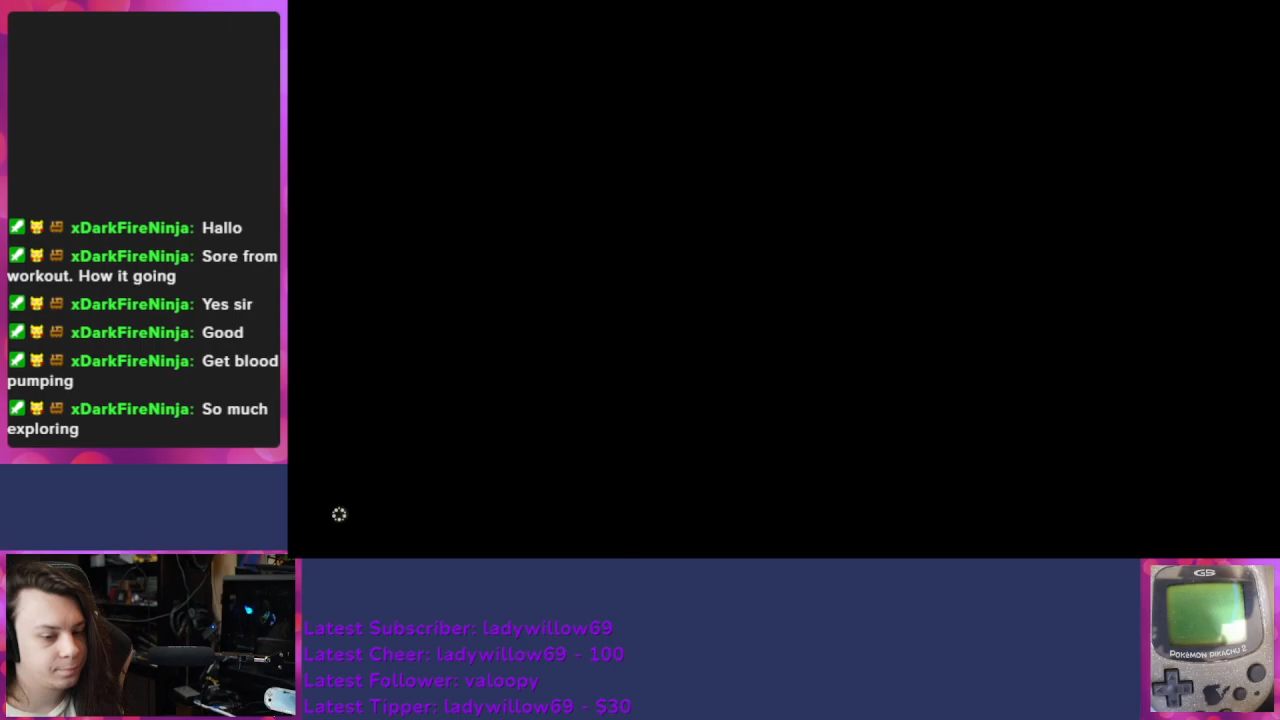 xDarkFireNinja: Hallo
xDarkFireNinja: Sore from
workout. How it going
xDarkFireNinja: Yes sir
xDarkFireNinja: Good
xDarkFireNinja: Get blood
pumping
xDarkFireNinja: So much
exploring
Latest Subscriber: ladywillow69
Latest Cheer: ladywillow69 - 100
Latest Follower: valoopy
Latest Tipper: ladywillow69 - $30
GS
POKéMON PIKACHU 2